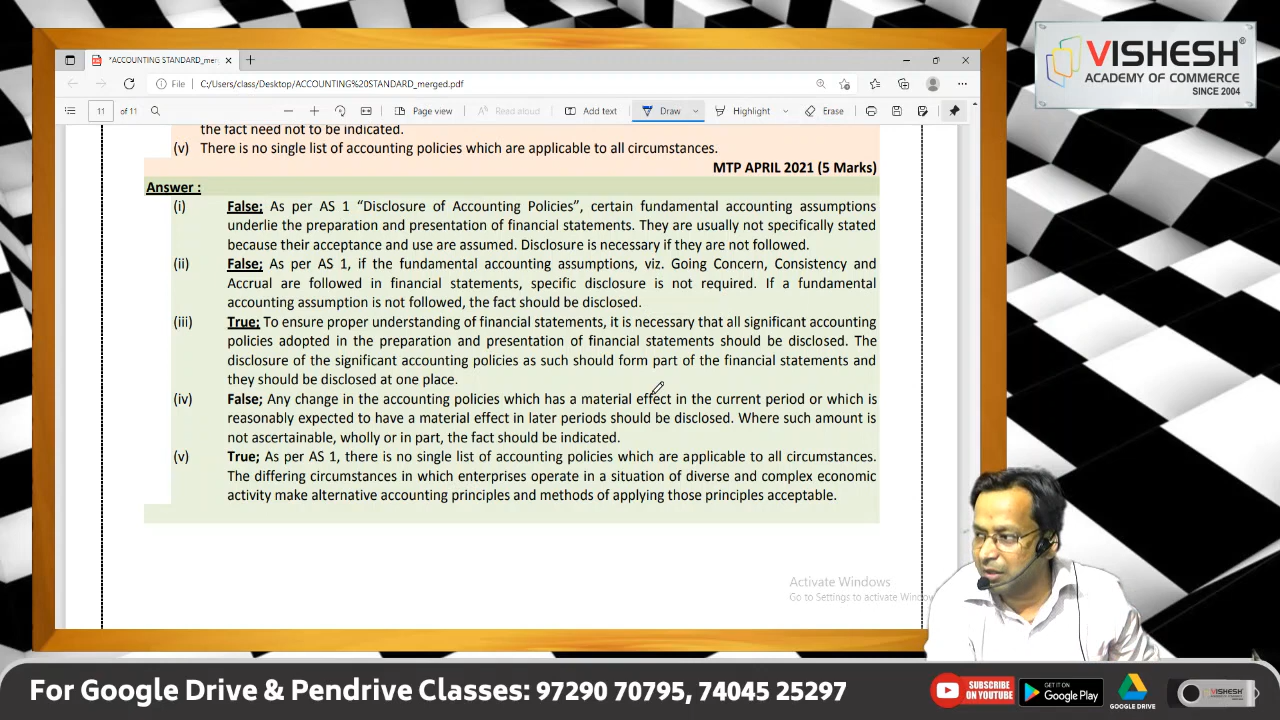 *ACCOUNTING STANDARD_mer
File
C:/Users/class/Desktop/ACCOUNTING%20STANDARD_merged.pdf
11 of 11
Page view
Read aloud
Add text
Draw
Highlight
Erase
the fact need not to be indicated.
(v) There is no single list of accounting policies which are applicable to all circumstances.
MTP APRIL 2021 (5 Marks)
Answer :
(i) False; As per AS 1 “Disclosure of Accounting Policies”, certain fundamental accounting assumptions
underlie the preparation and presentation of financial statements. They are usually not specifically stated
because their acceptance and use are assumed. Disclosure is necessary if they are not followed.
(ii) False; As per AS 1, if the fundamental accounting assumptions, viz. Going Concern, Consistency and
Accrual are followed in financial statements, specific disclosure is not required. If a fundamental
accounting assumption is not followed, the fact should be disclosed.
(iii) True; To ensure proper understanding of financial statements, it is necessary that all significant accounting
policies adopted in the preparation and presentation of financial statements should be disclosed. The
disclosure of the significant accounting policies as such should form part of the financial statements and
they should be disclosed at one place.
(iv) False; Any change in the accounting policies which has a material effect in the current period or which is
reasonably expected to have a material effect in later periods should be disclosed. Where such amount is
not ascertainable, wholly or in part, the fact should be indicated.
(v) True; As per AS 1, there is no single list of accounting policies which are applicable to all circumstances.
The differing circumstances in which enterprises operate in a situation of diverse and complex economic
activity make alternative accounting principles and methods of applying those principles acceptable.
Activate Windows
Go to Settings to activate Window
VISHESH®
ACADEMY OF COMMERCE
SINCE 2004
For Google Drive & Pendrive Classes: 97290 70795, 74045 25297
SUBSCRIBE
ON YOUTUBE
GET IT ON
Google Play
GOOGLE DRIVE
VISHESH